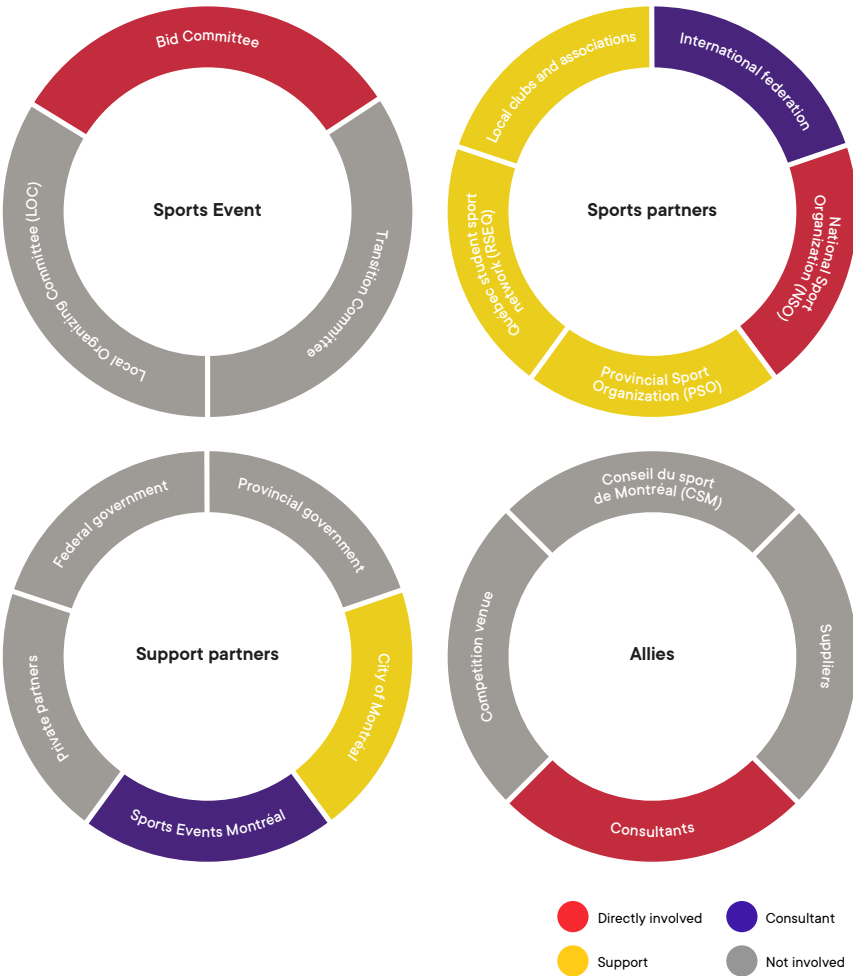 Bid Committee
Local Organizing Committee (LOC)
Sports Event
Transition Committee
Local clubs and associations
International federation
Québec student sport
network (RSEQ)
Sports partners
National Sport
Organization (NSO)
Provincial Sport
Organization (PSO)
Federal government
Provincial government
Private partners
Support partners
City of Montréal
Sports Events Montréal
Conseil du sport
de Montréal (CSM)
Competition venue
Allies
Suppliers
Consultants
Directly involved
Consultant
Support
Not involved